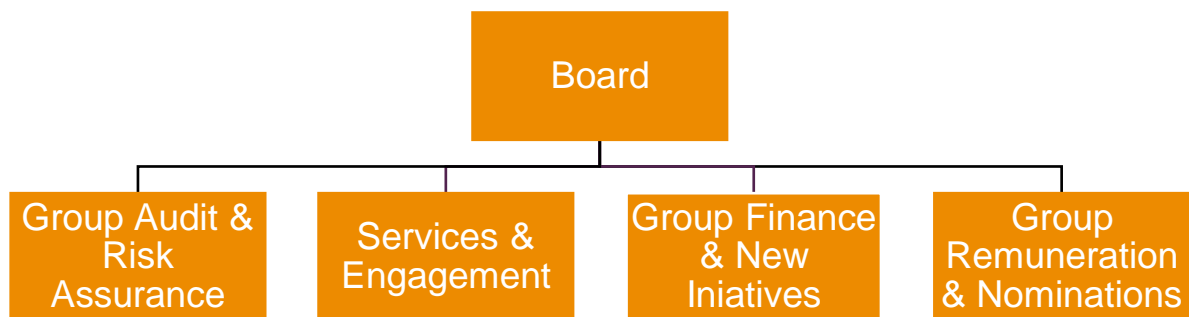 Board
Group Audit &
Risk
Assurance
Services &
Engagement
Group Finance
& New
Iniatives
Group
Remuneration
& Nominations